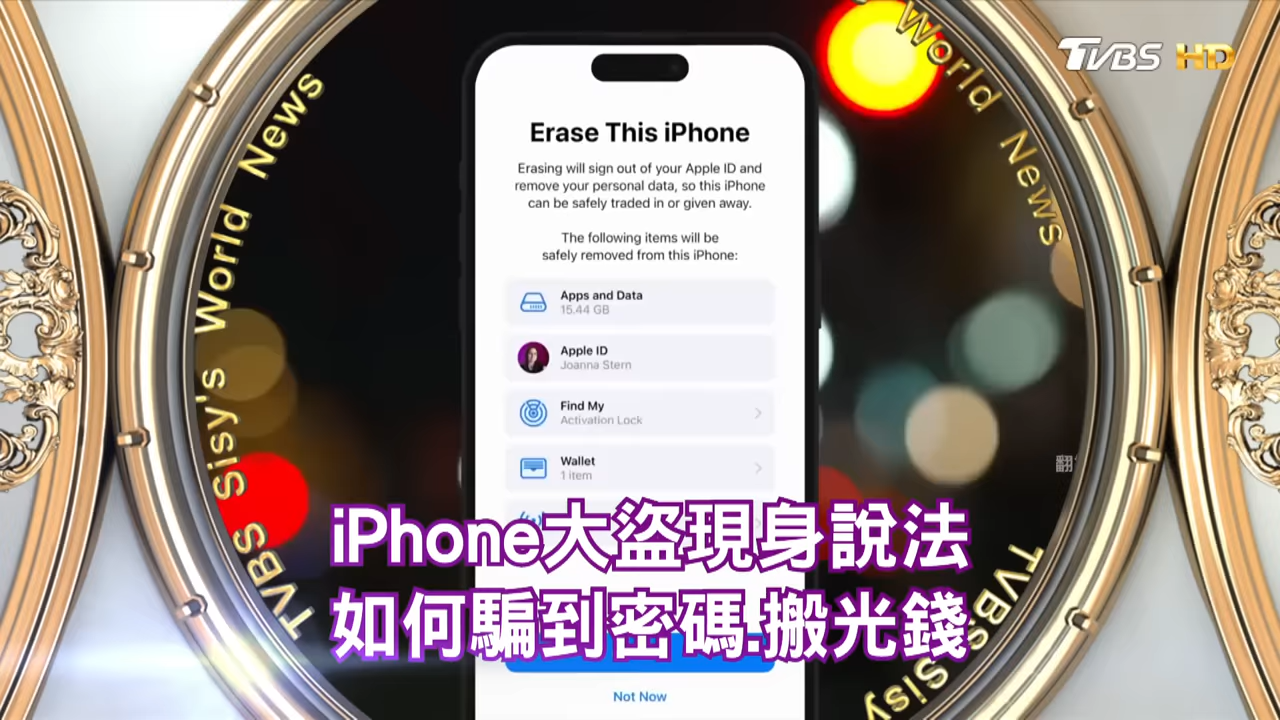 TVBS HD
TVBS Sisy's World News
World News
TVBS Sisy
Erase This iPhone
Erasing will sign out of your Apple ID and
remove your personal data, so this iPhone
can be safely traded in or given away.
The following items will be
safely removed from this iPhone:
Apps and Data
15.44 GB
Apple ID
Joanna Stern
Find My
Activation Lock
Wallet
1 item
翻
iPhone大盜現身說法
如何騙到密碼.搬光錢
Not Now